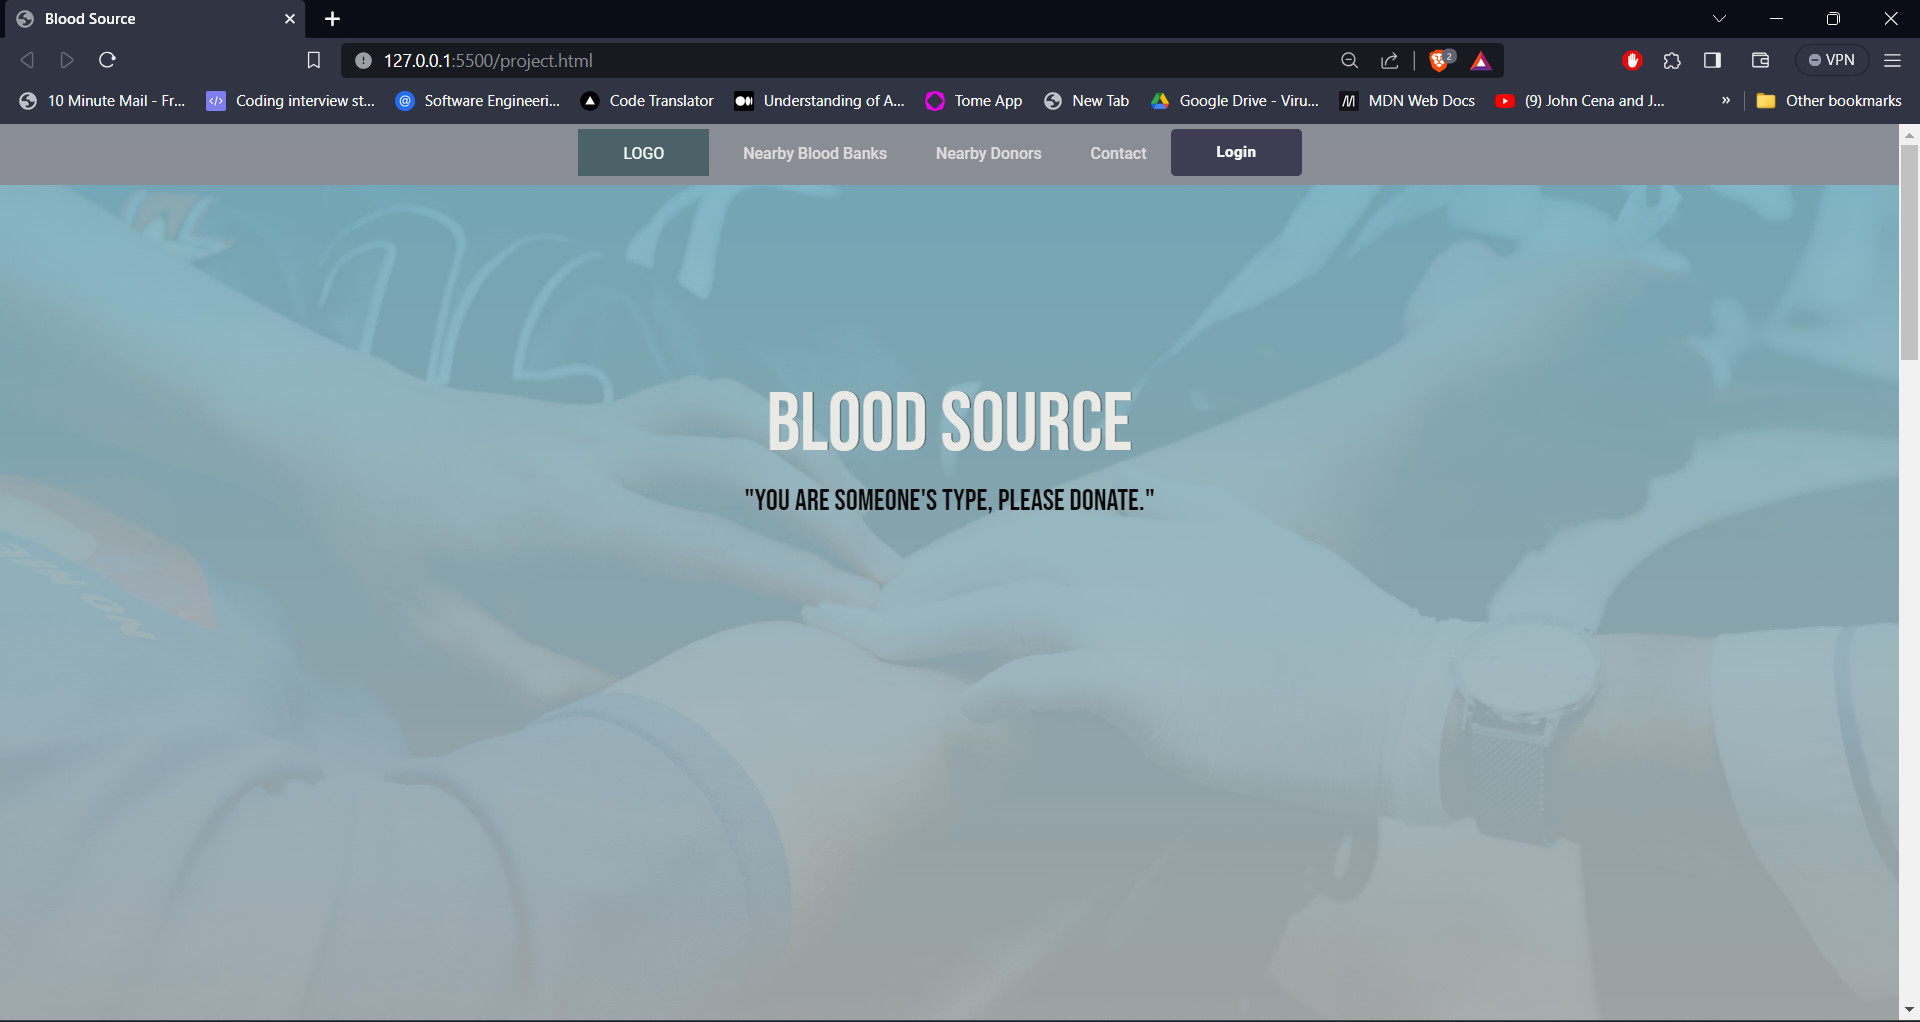 Blood Source
127.0.0.1:5500/project.html
2
VPN
10 Minute Mail - Fr...
Coding interview st...
Software Engineeri...
Code Translator
Understanding of A...
Tome App
New Tab
Google Drive - Viru...
MDN Web Docs
(9) John Cena and J...
»
Other bookmarks
LOGO
Nearby Blood Banks
Nearby Donors
Contact
Login
BLOOD SOURCE
"YOU ARE SOMEONE'S TYPE, PLEASE DONATE."